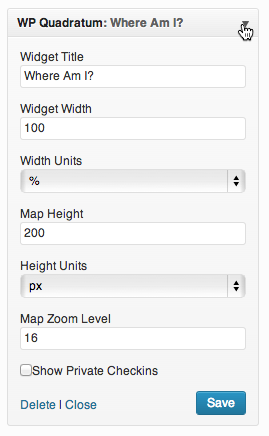 WP Quadratum: Where Am I?
Widget Title
Where Am I?
Widget Width
100
Width Units
%
Map Height
200
Height Units
px
Map Zoom Level
16
Show Private Checkins
Delete | Close
Save